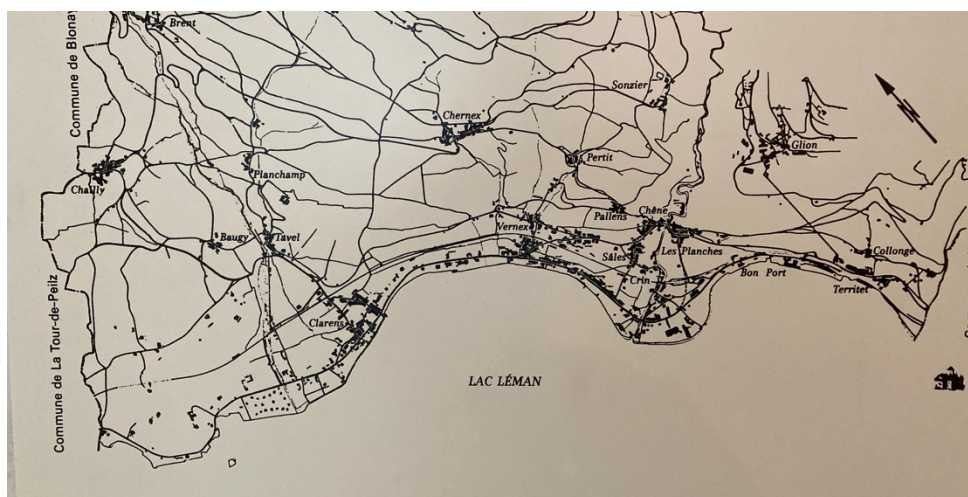 Brent
Commune de Blonay
Sonzier
Chernex
Glion
Pertit
Planchamp
Chailly
Pallens
Chêne
Vernex
Baugy
Tavel
Les Planches
Collonge
Sâles
Bon Port
Crin
Territet
Clarens
Commune de La Tour-de-Peilz
LAC LÉMAN